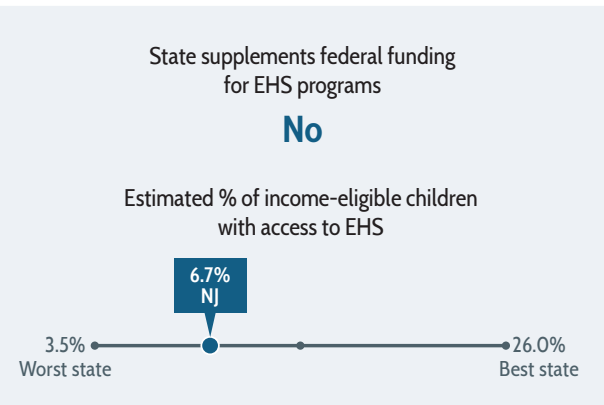 State supplements federal funding
for EHS programs
No
Estimated % of income-eligible children
with access to EHS
6.7%
NJ
3.5%
Worst state
26.0%
Best state